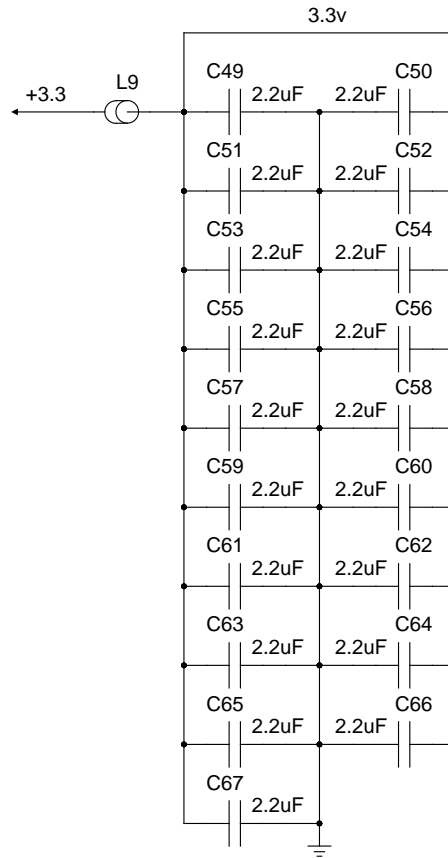 3.3v
L9
+3.3
C49 C50
2.2uF 2.2uF
C51 C52
2.2uF 2.2uF
C53 C54
2.2uF 2.2uF
C55 C56
2.2uF 2.2uF
C57 C58
2.2uF 2.2uF
C59 C60
2.2uF 2.2uF
C61 C62
2.2uF 2.2uF
C63 C64
2.2uF 2.2uF
C65 C66
2.2uF 2.2uF
C67
2.2uF